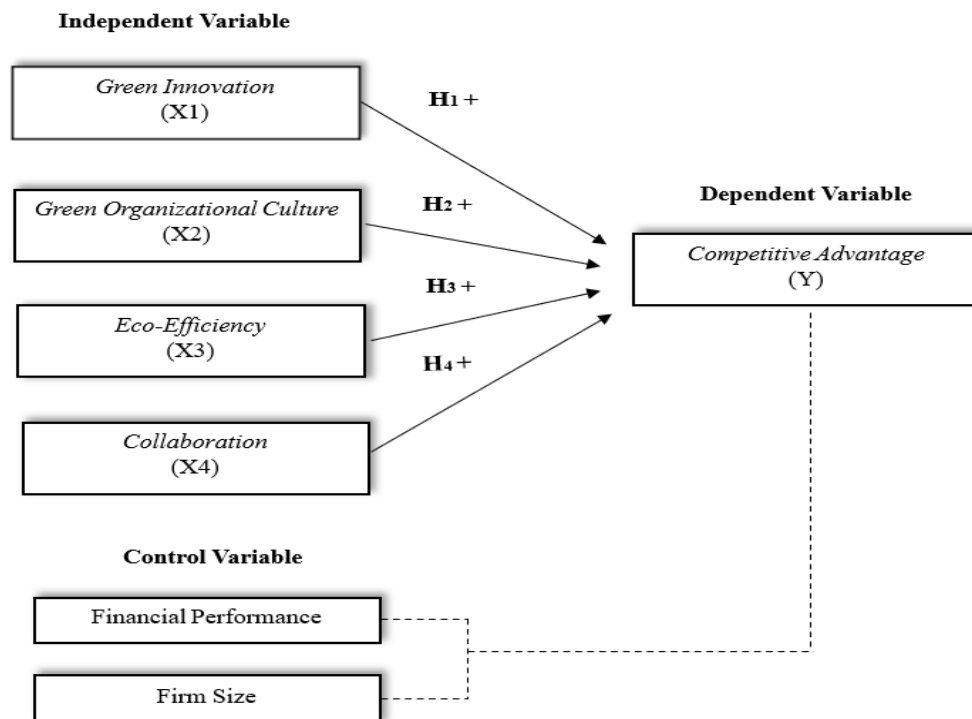 Independent Variable
Green Innovation
(X1)
H1 +
Green Organizational Culture
(X2)
H2 +
Dependent Variable
Competitive Advantage
(Y)
Eco-Efficiency
(X3)
H3 +
Collaboration
(X4)
H4 +
Control Variable
Financial Performance
Firm Size